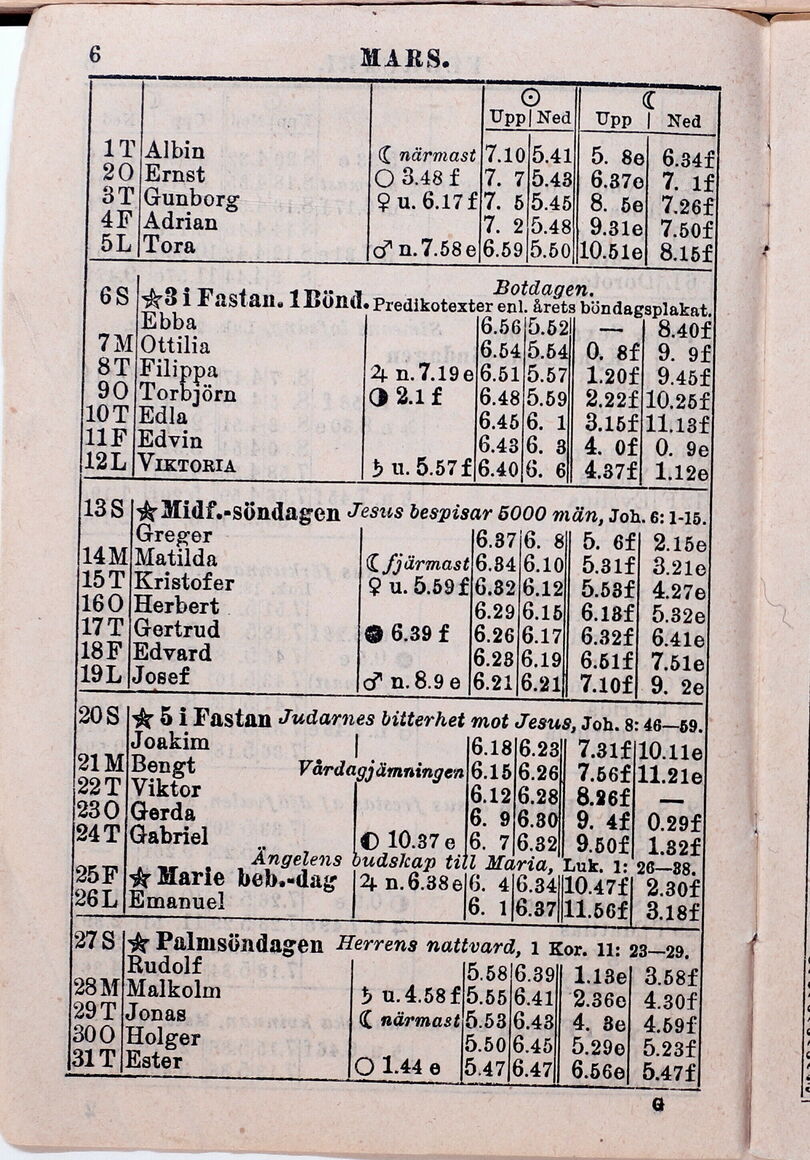 6 MARS.
☉ ☾
Upp Ned Upp Ned
1 T Albin ☾ närmast 7.10 5.41 5. 8e 6.34f
2 O Ernst ○ 3.48 f 7. 7 5.43 6.37e 7. 1f
3 T Gunborg ♀ u. 6.17 f 7. 5 5.45 8. 5e 7.26f
4 F Adrian 7. 2 5.48 9.31e 7.50f
5 L Tora ♂ n. 7.58 e 6.59 5.50 10.51e 8.15f
Botdagen.
6 S ☆ 3 i Fastan. 1 Bönd. Predikotexter enl. årets böndagsplakat.
Ebba 6.56 5.52 — 8.40f
7 M Ottilia 6.54 5.54 0. 8f 9. 9f
8 T Filippa ♃ n. 7.19 e 6.51 5.57 1.20f 9.45f
9 O Torbjörn ◑ 2.1 f 6.48 5.59 2.22f 10.25f
10 T Edla 6.45 6. 1 3.15f 11.13f
11 F Edvin 6.43 6. 3 4. 0f 0. 9e
12 L VIKTORIA ♄ u. 5.57 f 6.40 6. 6 4.37f 1.12e
13 S ☆ Midf.-söndagen Jesus bespisar 5000 män, Joh. 6: 1-15.
Greger 6.37 6. 8 5. 6f 2.15e
14 M Matilda ☾ fjärmast 6.34 6.10 5.31f 3.21e
15 T Kristofer ♀ u. 5.59 f 6.32 6.12 5.53f 4.27e
16 O Herbert 6.29 6.15 6.13f 5.32e
17 T Gertrud ● 6.39 f 6.26 6.17 6.32f 6.41e
18 F Edvard 6.23 6.19 6.51f 7.51e
19 L Josef ♂ n. 8.9 e 6.21 6.21 7.10f 9. 2e
20 S ☆ 5 i Fastan Judarnes bitterhet mot Jesus, Joh. 8: 46—59.
Joakim 6.18 6.23 7.31f 10.11e
21 M Bengt Vårdagjämningen 6.15 6.26 7.56f 11.21e
22 T Viktor 6.12 6.28 8.26f —
23 O Gerda 6. 9 6.30 9. 4f 0.29f
24 T Gabriel ◐ 10.37 e 6. 7 6.32 9.50f 1.32f
Ängelens budskap till Maria, Luk. 1: 26—38.
25 F ☆ Marie beb.-dag ♃ n. 6.38 e 6. 4 6.34 10.47f 2.30f
26 L Emanuel 6. 1 6.37 11.56f 3.18f
27 S ☆ Palmsöndagen Herrens nattvard, 1 Kor. 11: 23—29.
Rudolf 5.58 6.39 1.13e 3.58f
28 M Malkolm ♄ u. 4.58 f 5.55 6.41 2.36e 4.30f
29 T Jonas ☾ närmast 5.53 6.43 4. 3e 4.59f
30 O Holger 5.50 6.45 5.29e 5.23f
31 T Ester ○ 1.44 e 5.47 6.47 6.56e 5.47f
G